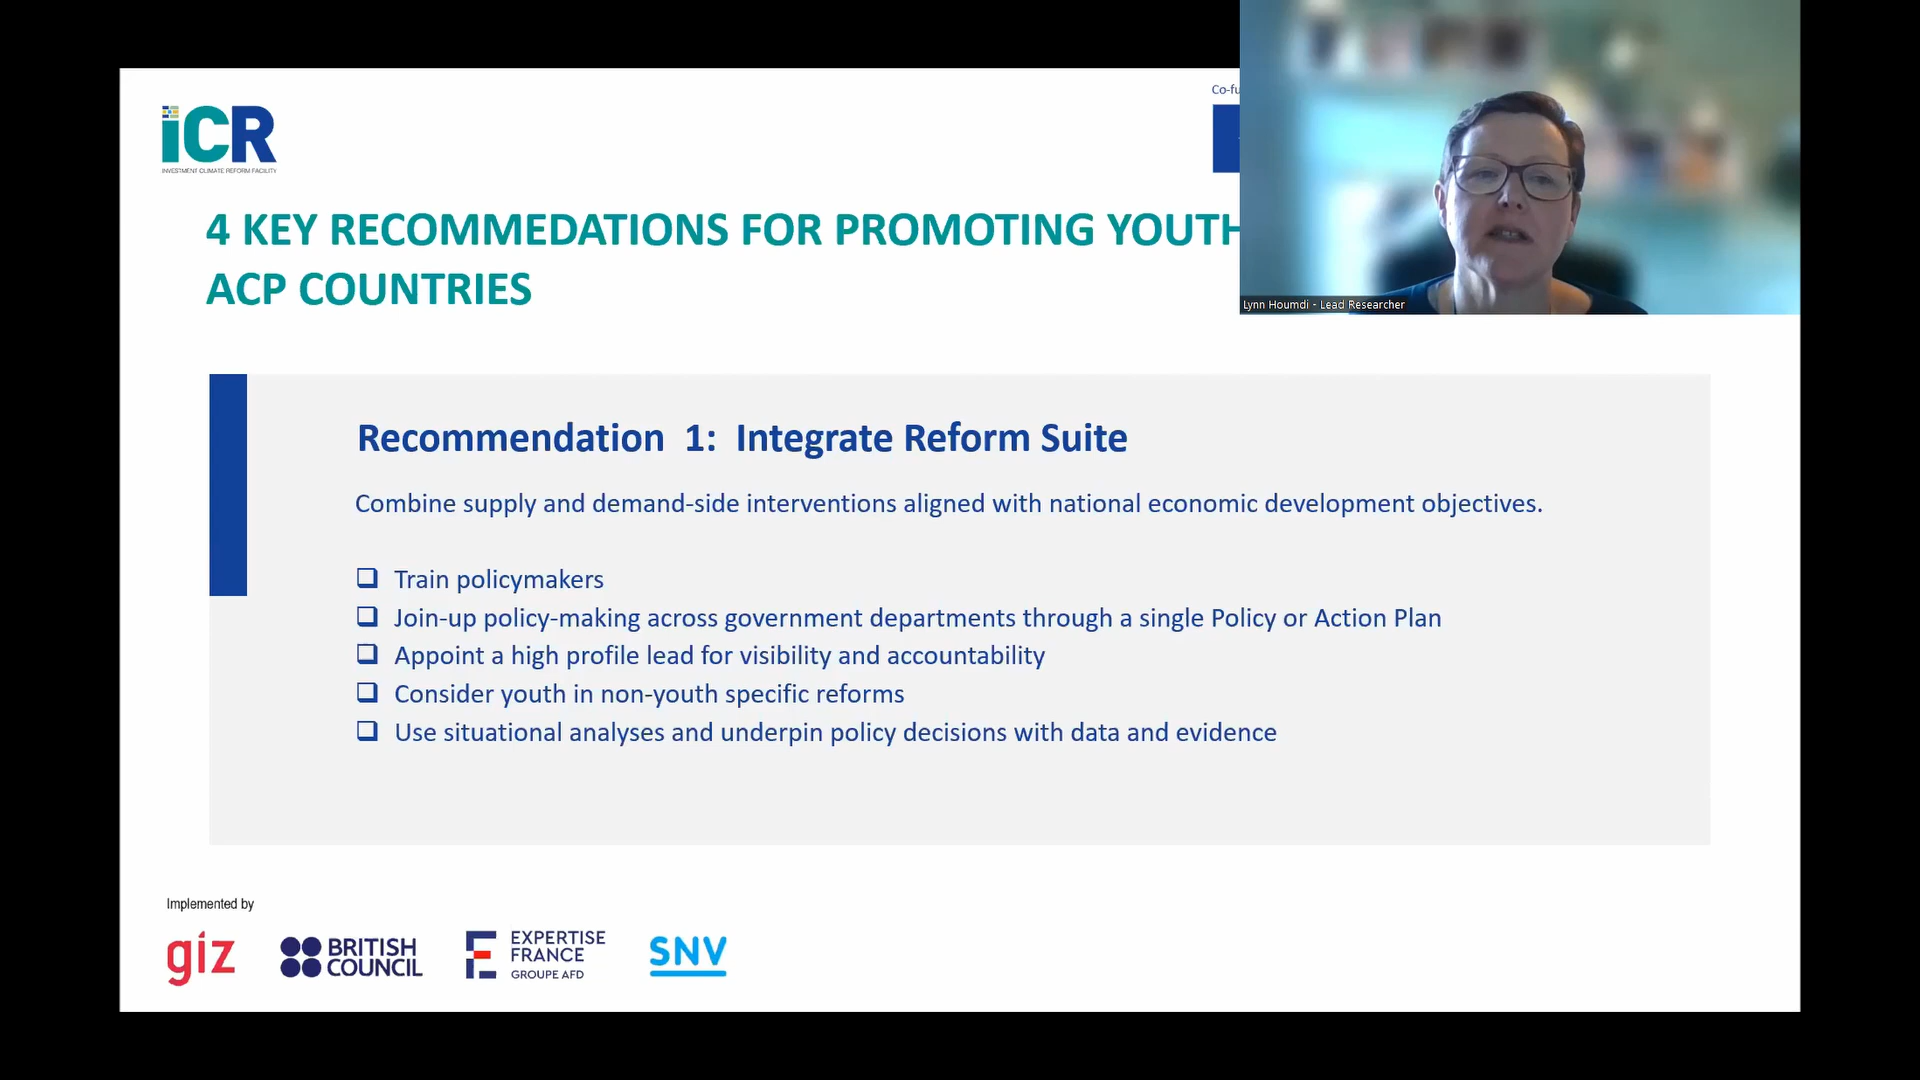 iCR
INVESTMENT CLIMATE REFORM FACILITY
Co-fu
4 KEY RECOMMEDATIONS FOR PROMOTING YOUTH
ACP COUNTRIES
Lynn Houmdi - Lead Researcher
Recommendation 1: Integrate Reform Suite
Combine supply and demand-side interventions aligned with national economic development objectives.
❑ Train policymakers
❑ Join-up policy-making across government departments through a single Policy or Action Plan
❑ Appoint a high profile lead for visibility and accountability
❑ Consider youth in non-youth specific reforms
❑ Use situational analyses and underpin policy decisions with data and evidence
Implemented by
giz
BRITISH
COUNCIL
EXPERTISE
FRANCE
GROUPE AFD
SNV